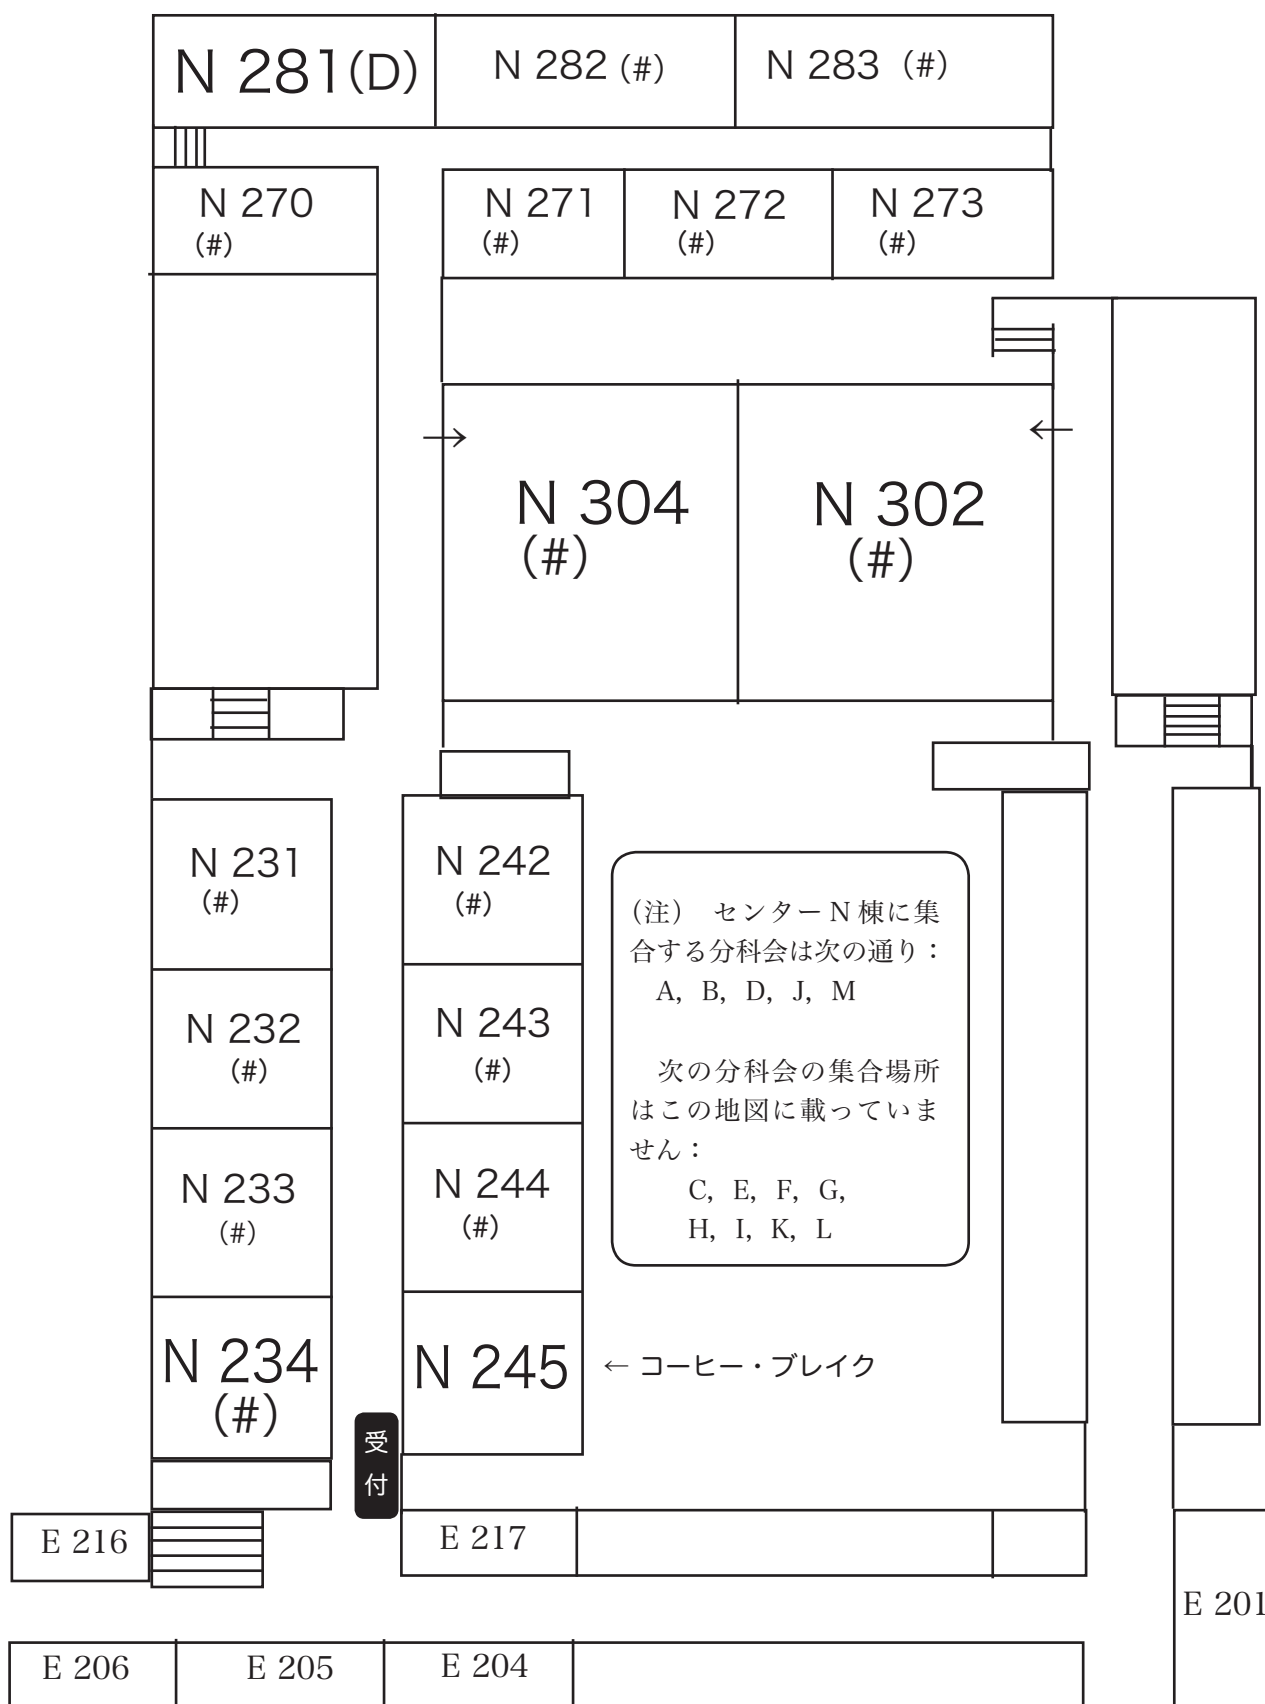 N 281(D)
N 282 (#)
N 283 (#)
N 270
(#)
N 271
(#)
N 272
(#)
N 273
(#)
→
←
N 304
(#)
N 302
(#)
N 231
(#)
N 242
(#)
N 232
(#)
N 243
(#)
N 233
(#)
N 244
(#)
N 234
(#)
N 245
← コーヒー・ブレイク
(注) センター N 棟に集
合する分科会は次の通り：
A, B, D, J, M
次の分科会の集合場所
はこの地図に載っていま
せん：
C, E, F, G,
H, I, K, L
受
付
E 216
E 217
E 201
E 206
E 205
E 204